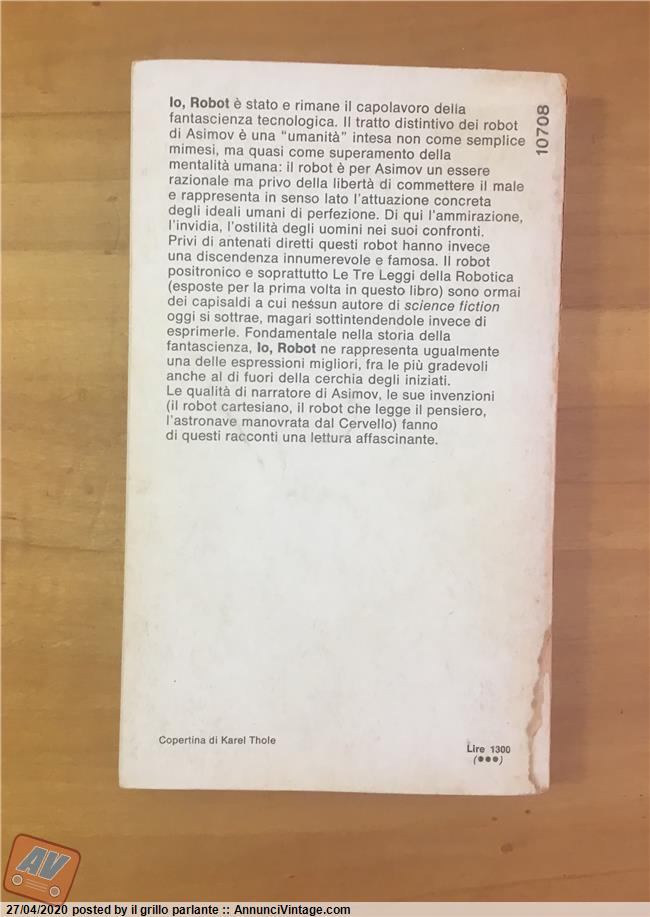 Io, Robot è stato e rimane il capolavoro della
fantascienza tecnologica. Il tratto distintivo dei robot
di Asimov è una "umanità" intesa non come semplice
mimesi, ma quasi come superamento della
mentalità umana: il robot è per Asimov un essere
razionale ma privo della libertà di commettere il male
e rappresenta in senso lato l'attuazione concreta
degli ideali umani di perfezione. Di qui l'ammirazione,
l'invidia, l'ostilità degli uomini nei suoi confronti.
Privi di antenati diretti questi robot hanno invece
una discendenza innumerevole e famosa. Il robot
positronico e soprattutto Le Tre Leggi della Robotica
(esposte per la prima volta in questo libro) sono ormai
dei capisaldi a cui nessun autore di science fiction
oggi si sottrae, magari sottintendendole invece di
esprimerle. Fondamentale nella storia della
fantascienza, Io, Robot ne rappresenta ugualmente
una delle espressioni migliori, fra le più gradevoli
anche al di fuori della cerchia degli iniziati.
Le qualità di narratore di Asimov, le sue invenzioni
(il robot cartesiano, il robot che legge il pensiero,
l'astronave manovrata dal Cervello) fanno
di questi racconti una lettura affascinante.
10708
Copertina di Karel Thole
Lire 1300
(●●●)
AV
27/04/2020 posted by il grillo parlante :: AnnunciVintage.com